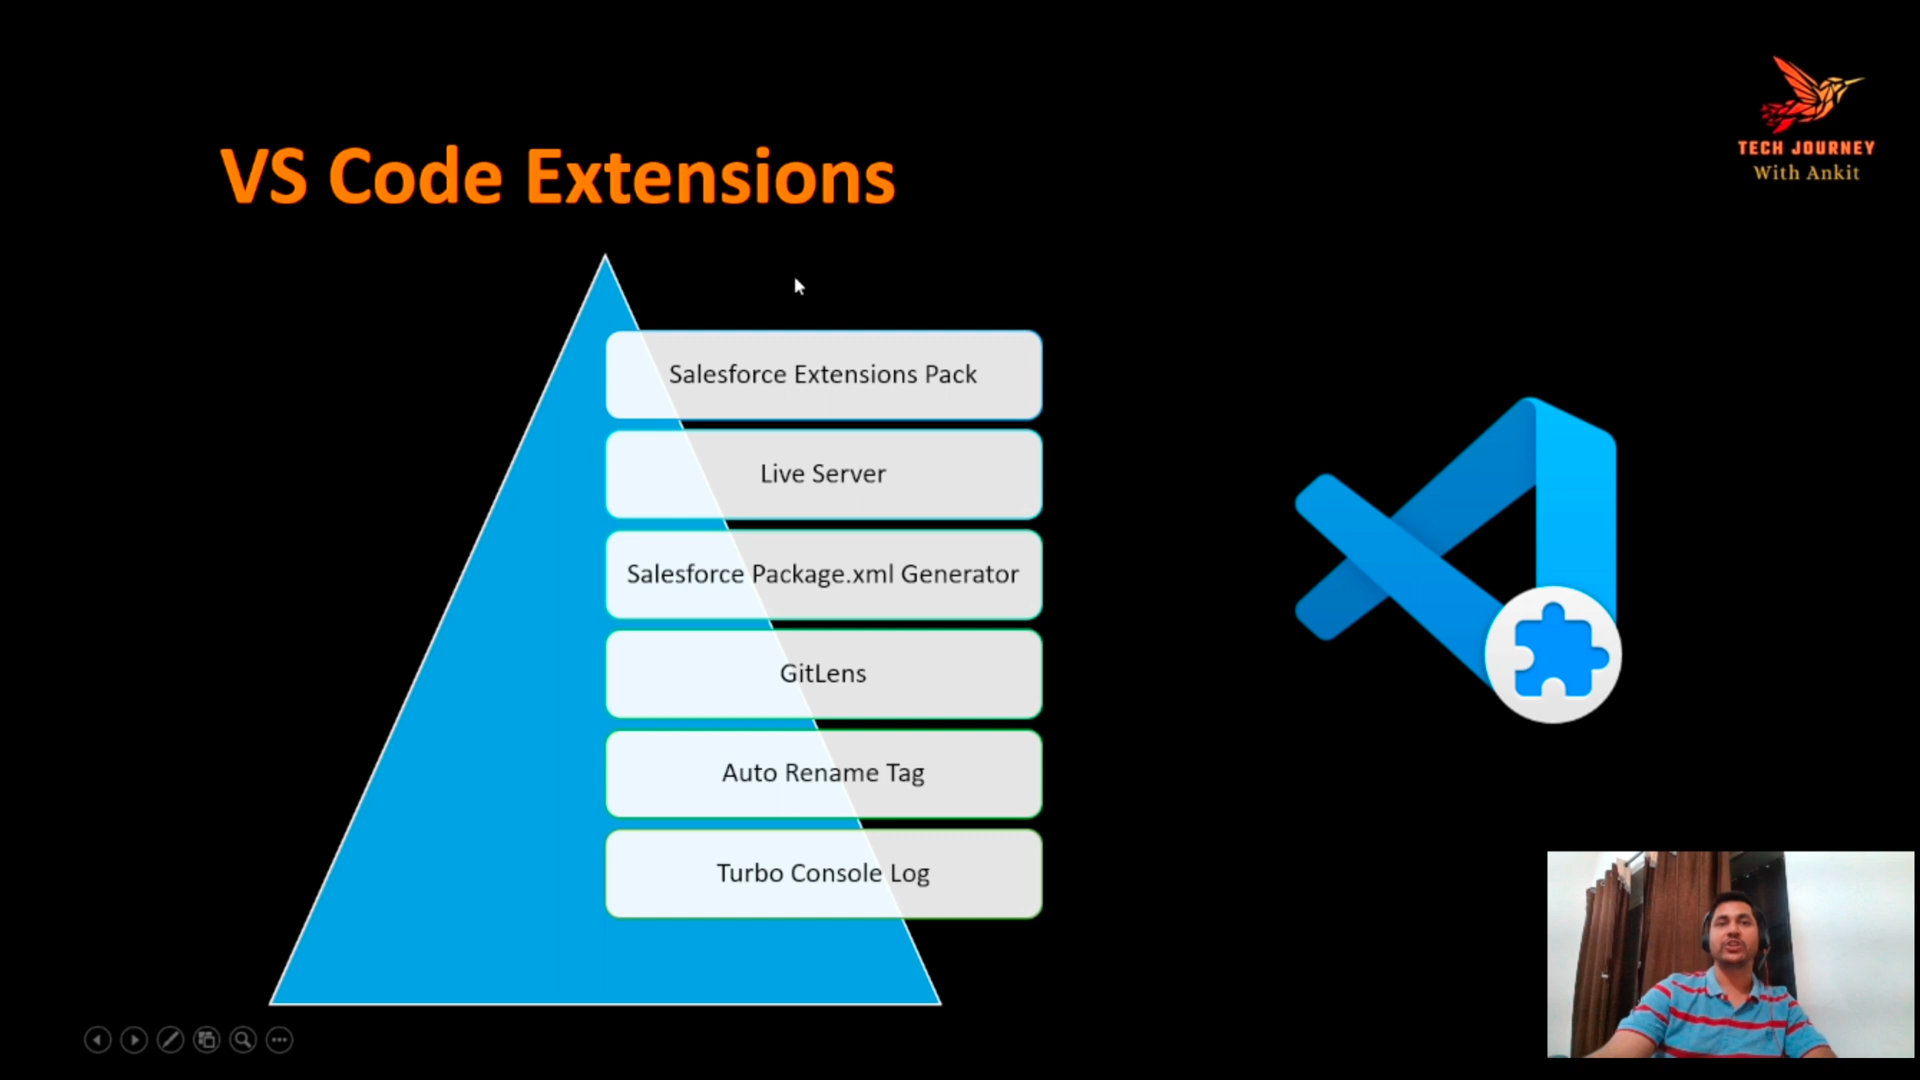 TECH JOURNEY
With Ankit
VS Code Extensions
Salesforce Extensions Pack
Live Server
Salesforce Package.xml Generator
GitLens
Auto Rename Tag
Turbo Console Log